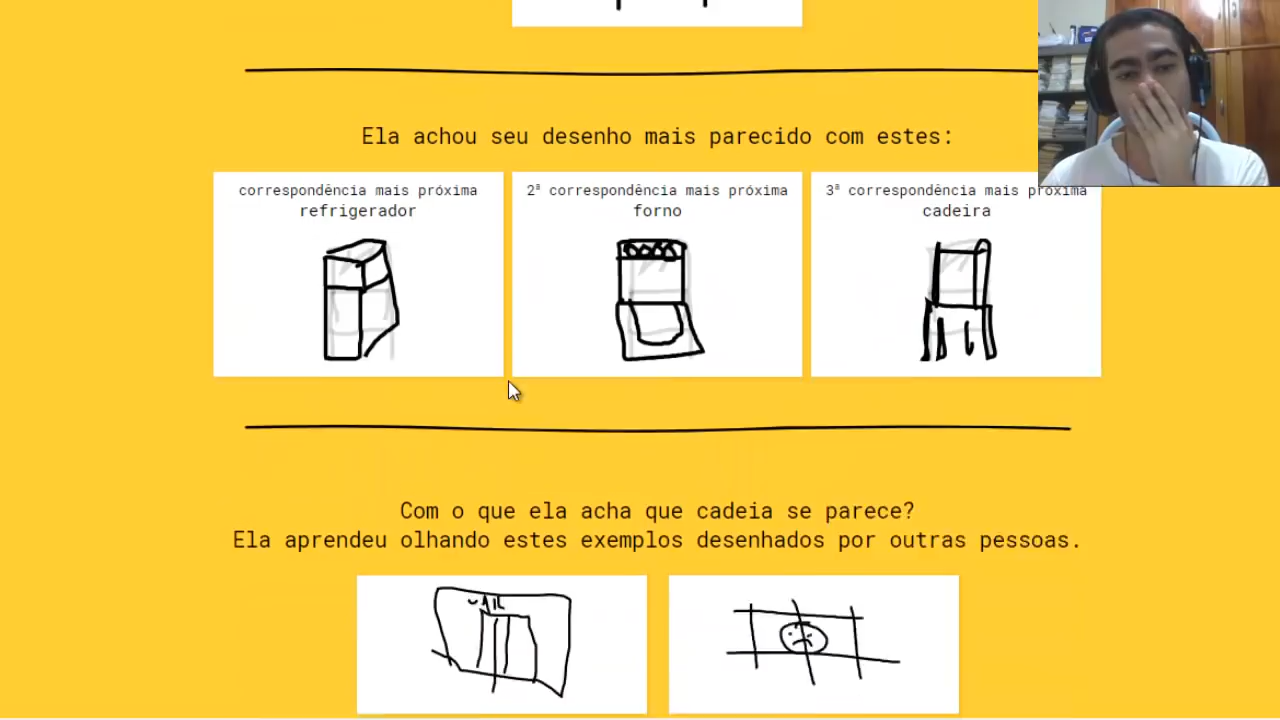 Ela achou seu desenho mais parecido com estes:
correspondência mais próxima
refrigerador
2ª correspondência mais próxima
forno
3ª correspondência mais próxima
cadeira
Com o que ela acha que cadeia se parece?
Ela aprendeu olhando estes exemplos desenhados por outras pessoas.